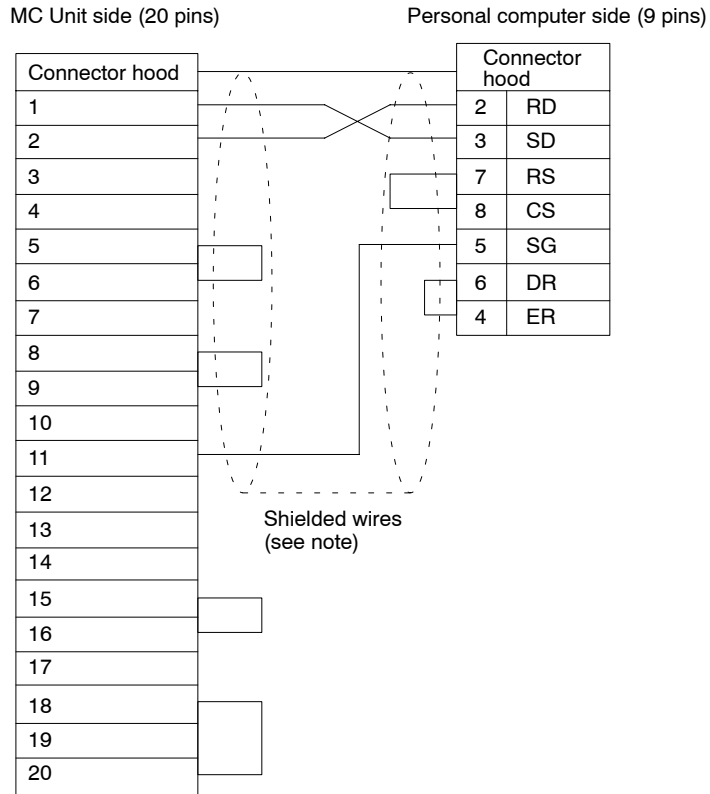 MC Unit side (20 pins)
Personal computer side (9 pins)
Connector hood
1
2
3
4
5
6
7
8
9
10
11
12
13
14
15
16
17
18
19
20
Connector
hood
2 RD
3 SD
7 RS
8 CS
5 SG
6 DR
4 ER
Shielded wires
(see note)